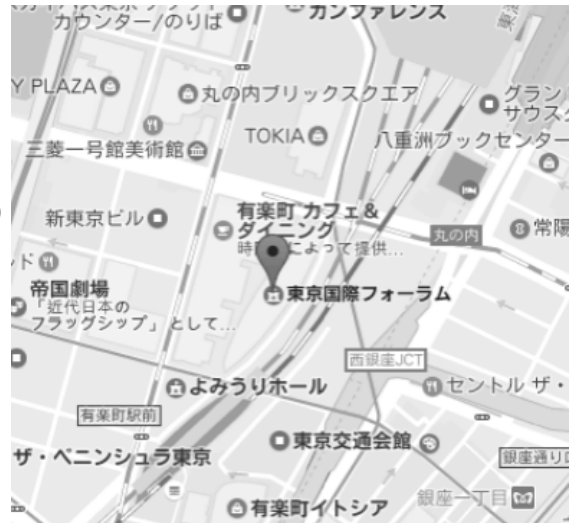 カンファレンス
カウンター/のりば
Y PLAZA
丸の内ブリックスクエア
グラン
サウスタ
TOKIA
八重洲ブックセンター
三菱一号館美術館
有楽町 カフェ&
ダイニング
新東京ビル
丸の内
常陽
ド
帝国劇場
「近代日本の
フラッグシップ」として...
東京国際フォーラム
西銀座JCT
よみうりホール
セントル ザ・
有楽町駅前
東京交通会館
ザ・ペニンシュラ東京
銀座通り口
銀座一丁目
有楽町イトシア